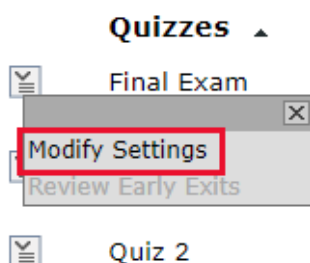 Quizzes
Final Exam
Modify Settings
Review Early Exits
Quiz 2